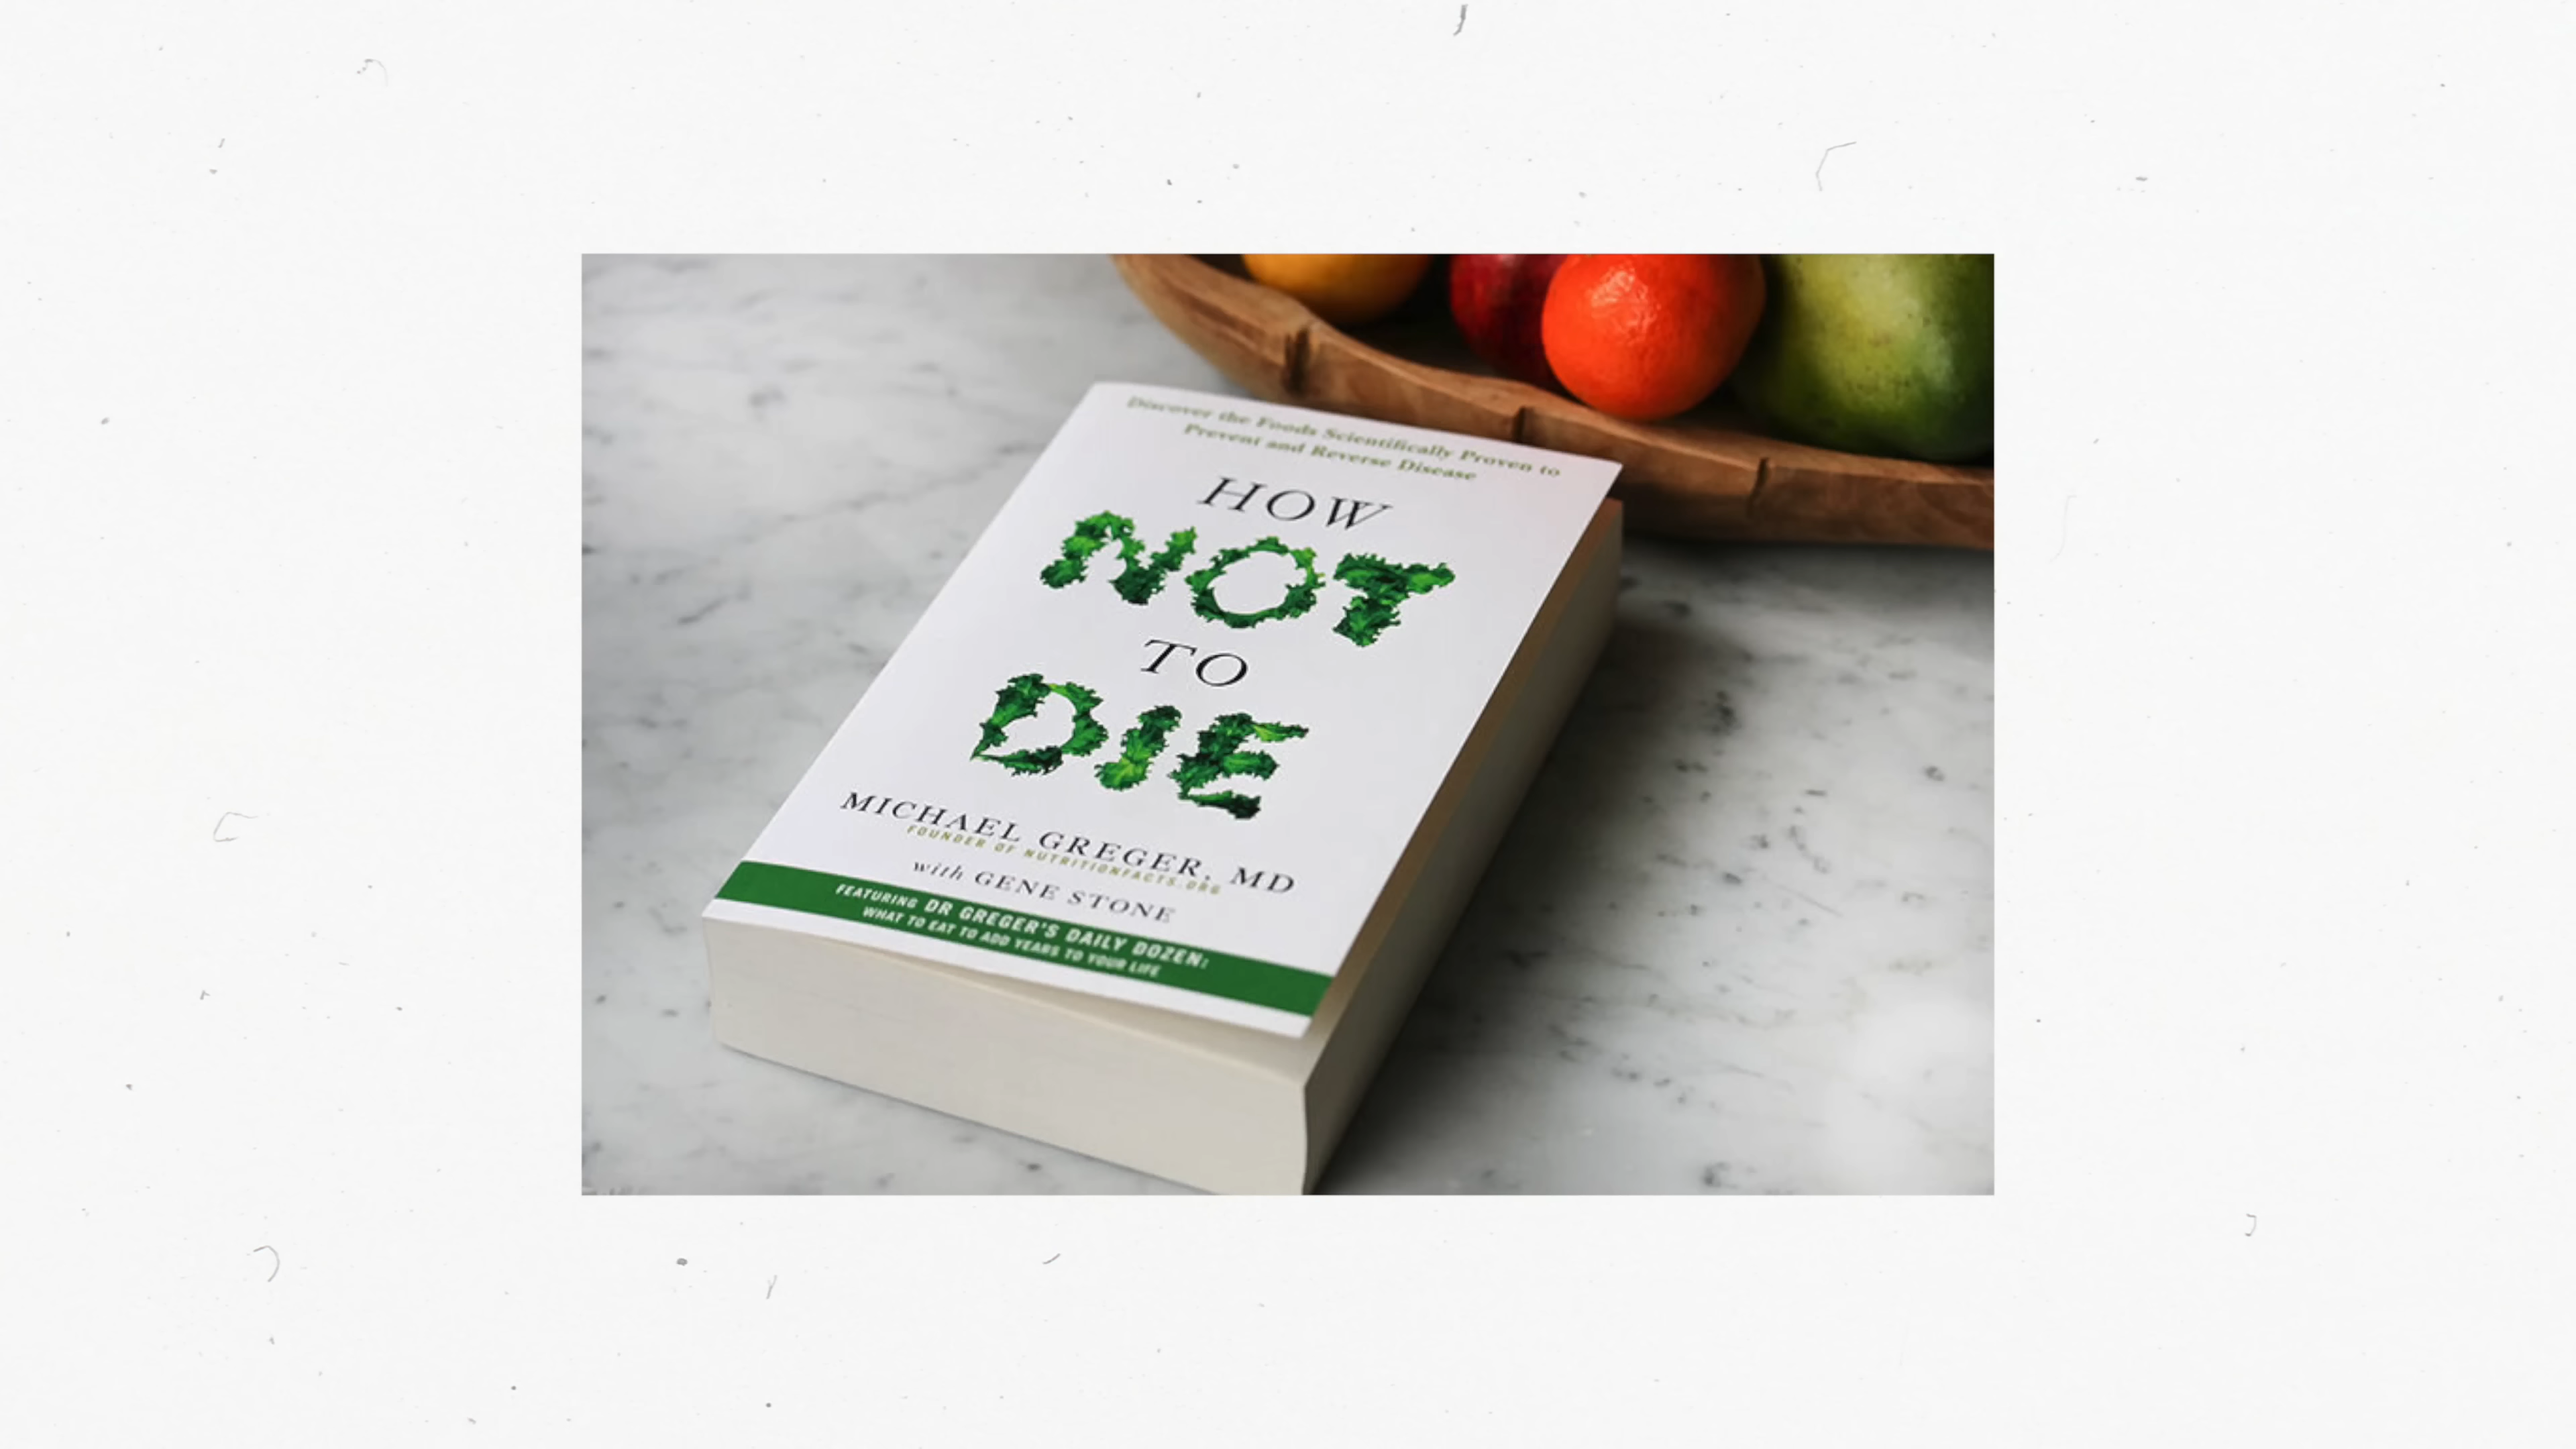 Discover the Foods Scientifically Proven to
Prevent and Reverse Disease
HOW
NOT
TO
DIE
MICHAEL GREGER, MD
FOUNDER OF NUTRITIONFACTS.ORG
with GENE STONE
FEATURING DR GREGER'S DAILY DOZEN:
WHAT TO EAT TO ADD YEARS TO YOUR LIFE